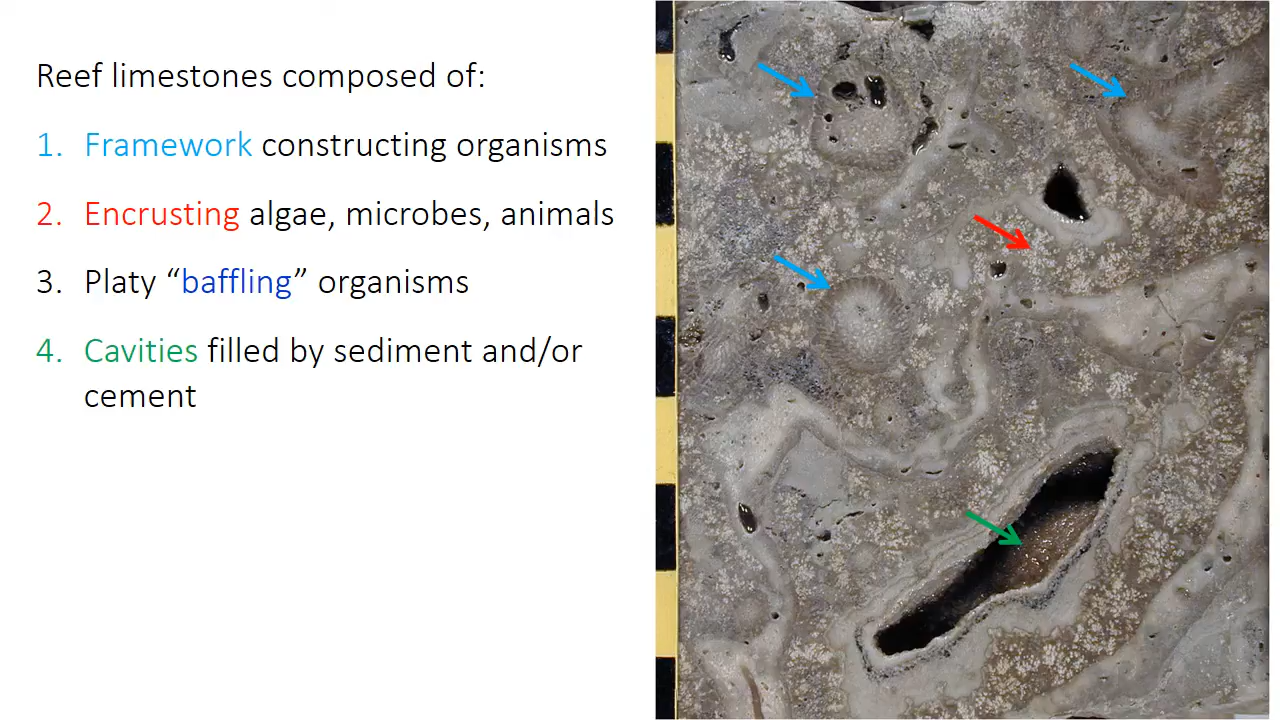 Reef limestones composed of:
1. Framework constructing organisms
2. Encrusting algae, microbes, animals
3. Platy “baffling” organisms
4. Cavities filled by sediment and/or
cement